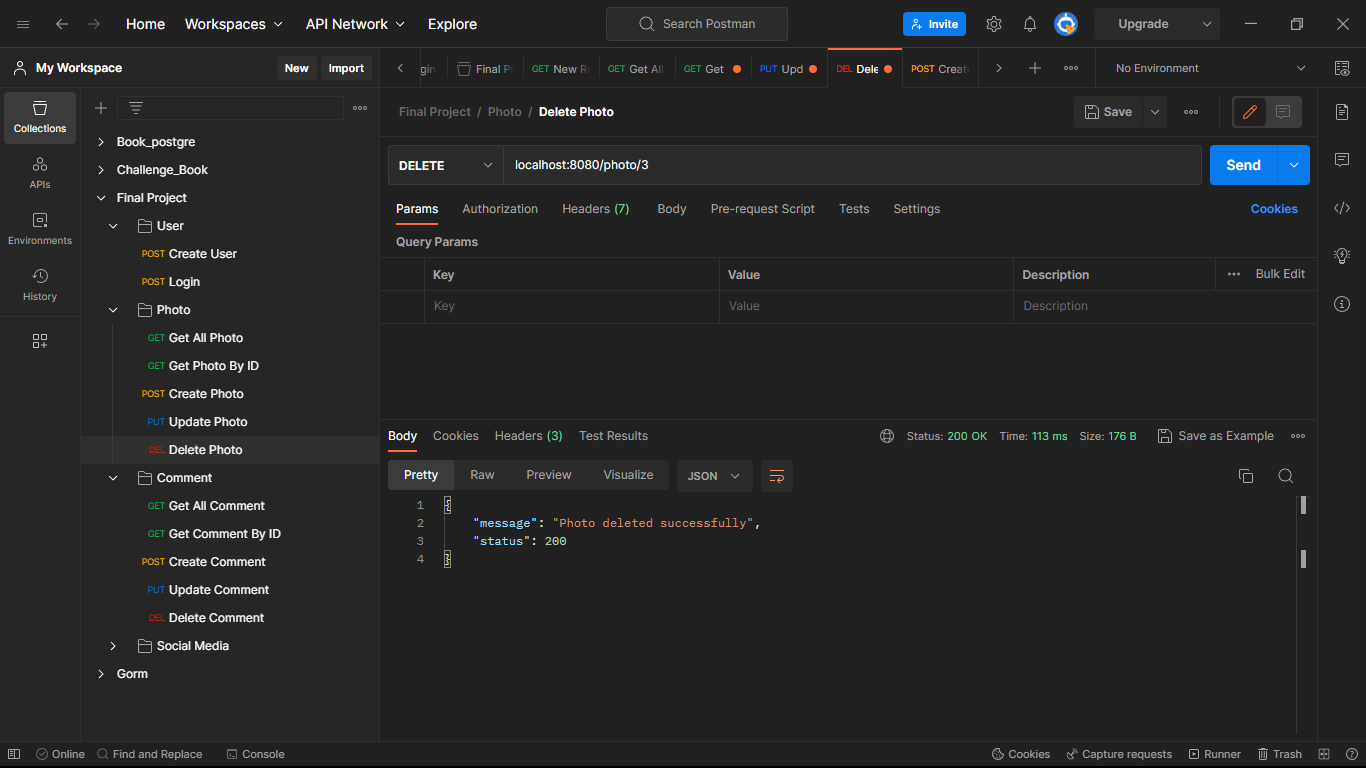 Home Workspaces API Network Explore Search Postman Invite Upgrade
My Workspace New Import
gin Final P GET New R GET Get All GET Get PUT Upd DEL Dele POST Creat No Environment
Collections
APIs
Environments
History
Book_postgre
Challenge_Book
Final Project
User
POST Create User
POST Login
Photo
GET Get All Photo
GET Get Photo By ID
POST Create Photo
PUT Update Photo
DEL Delete Photo
Comment
GET Get All Comment
GET Get Comment By ID
POST Create Comment
PUT Update Comment
DEL Delete Comment
Social Media
Gorm
Final Project / Photo / Delete Photo Save
DELETE localhost:8080/photo/3 Send
Params Authorization Headers (7) Body Pre-request Script Tests Settings Cookies
Query Params
Key Value Description Bulk Edit
Key Value Description
Body Cookies Headers (3) Test Results Status: 200 OK Time: 113 ms Size: 176 B Save as Example
Pretty Raw Preview Visualize JSON
1 {
2 "message": "Photo deleted successfully",
3 "status": 200
4 }
Online Find and Replace Console Cookies Capture requests Runner Trash